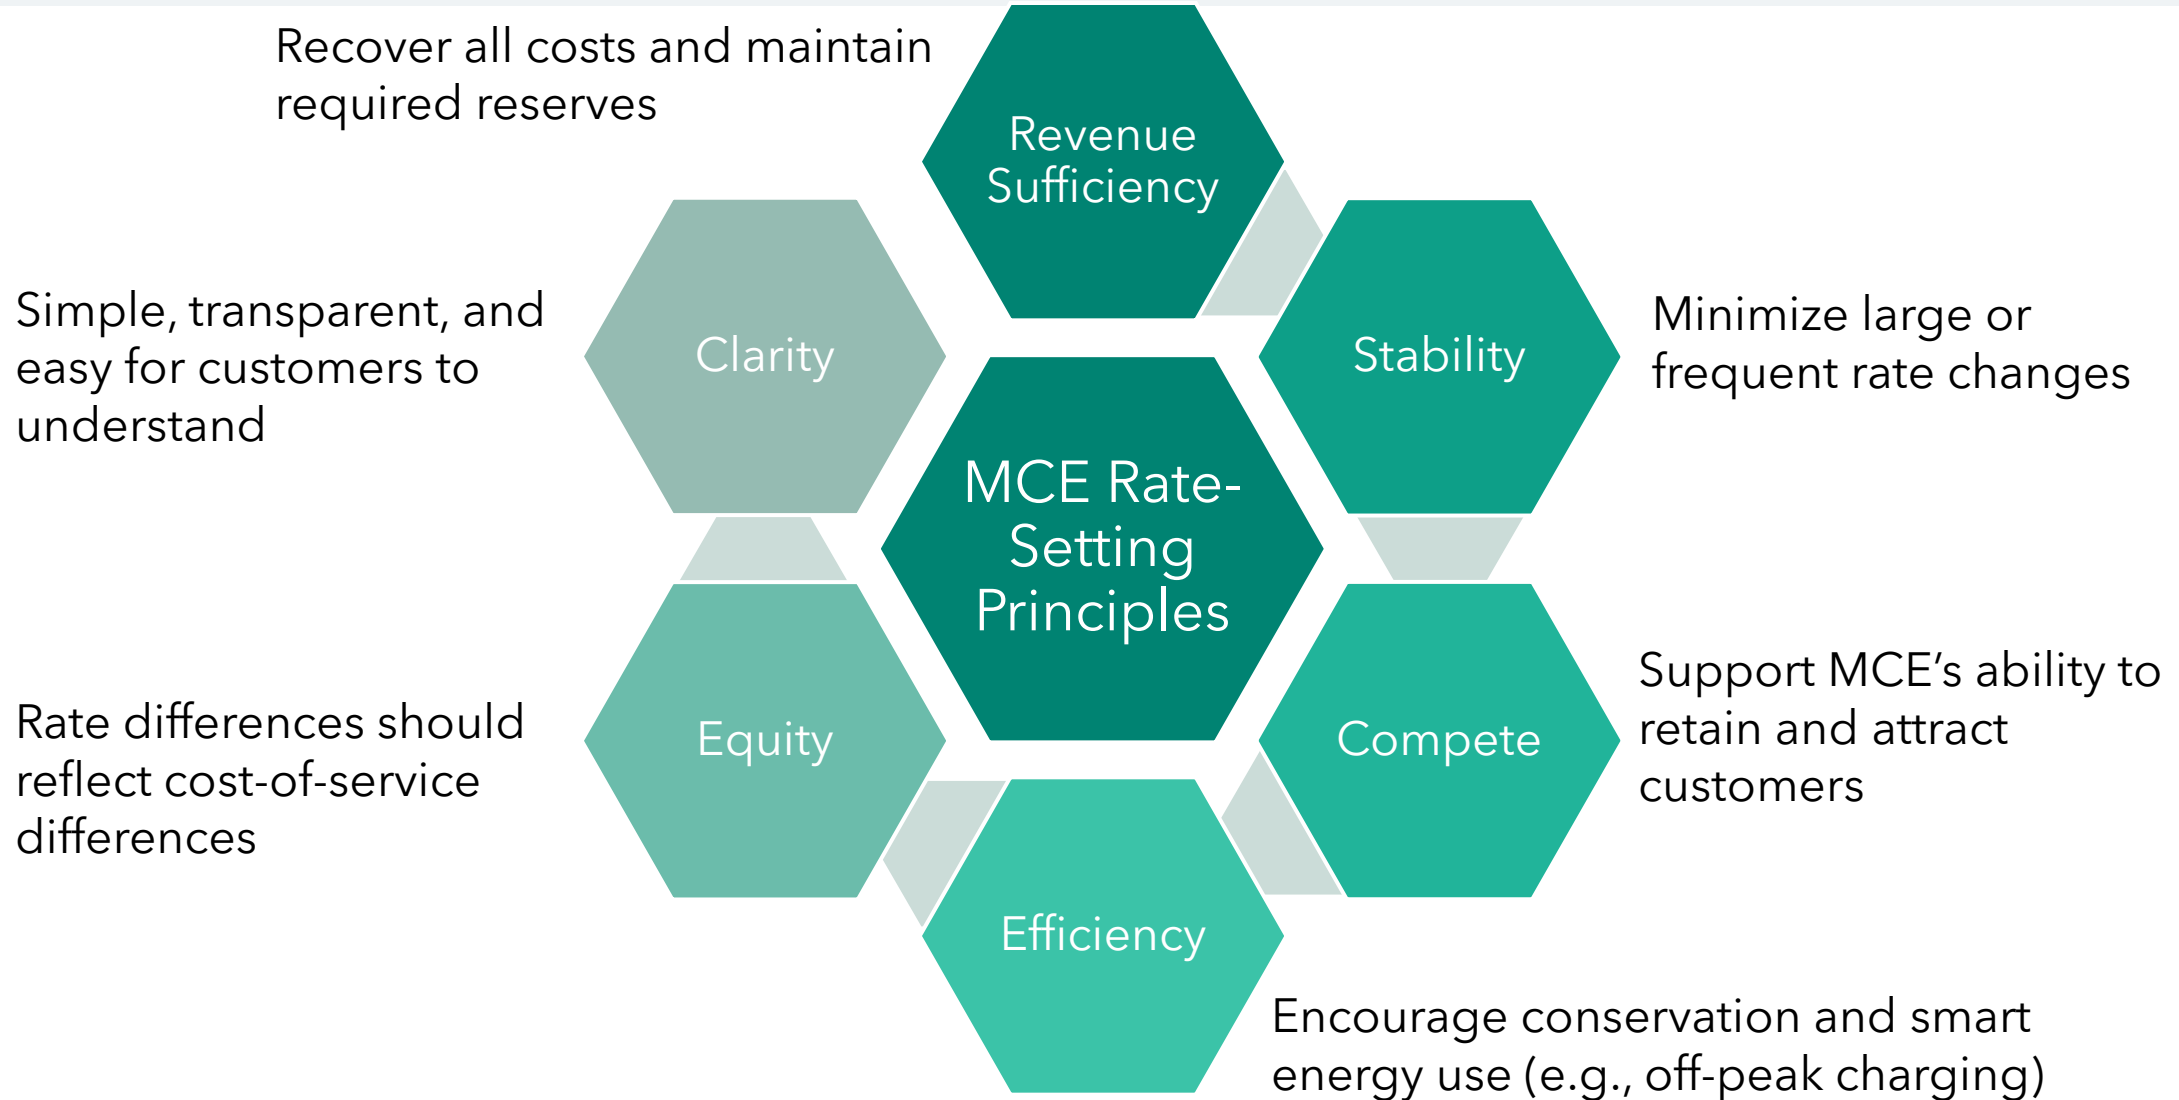 Recover all costs and maintain
required reserves
Revenue
Sufficiency
Simple, transparent, and
easy for customers to
understand
Clarity
Stability
Minimize large or
frequent rate changes
MCE Rate-
Setting
Principles
Rate differences should
reflect cost-of-service
differences
Equity
Compete
Support MCE’s ability to
retain and attract
customers
Efficiency
Encourage conservation and smart
energy use (e.g., off-peak charging)